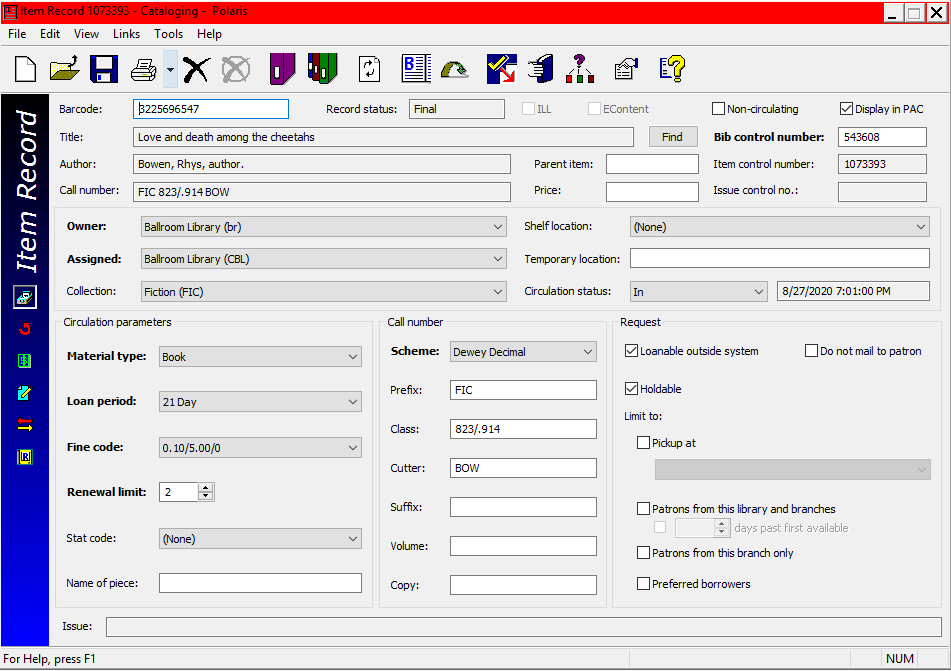 Item Record 1073393 - Cataloging - Polaris
File Edit View Links Tools Help
Item Record
Barcode: 3225696547 Record status: Final ILL EContent Non-circulating Display in PAC
Title: Love and death among the cheetahs Find Bib control number: 543608
Author: Bowen, Rhys, author. Parent item: Item control number: 1073393
Call number: FIC 823/.914 BOW Price: Issue control no.:
Owner: Ballroom Library (br) Shelf location: (None)
Assigned: Ballroom Library (CBL) Temporary location:
Collection: Fiction (FIC) Circulation status: In 8/27/2020 7:01:00 PM
Circulation parameters
Material type: Book
Loan period: 21 Day
Fine code: 0.10/5.00/0
Renewal limit: 2
Stat code: (None)
Name of piece:
Call number
Scheme: Dewey Decimal
Prefix: FIC
Class: 823/.914
Cutter: BOW
Suffix:
Volume:
Copy:
Request
Loanable outside system Do not mail to patron
Holdable
Limit to:
Pickup at
Patrons from this library and branches
days past first available
Patrons from this branch only
Preferred borrowers
Issue:
For Help, press F1 NUM